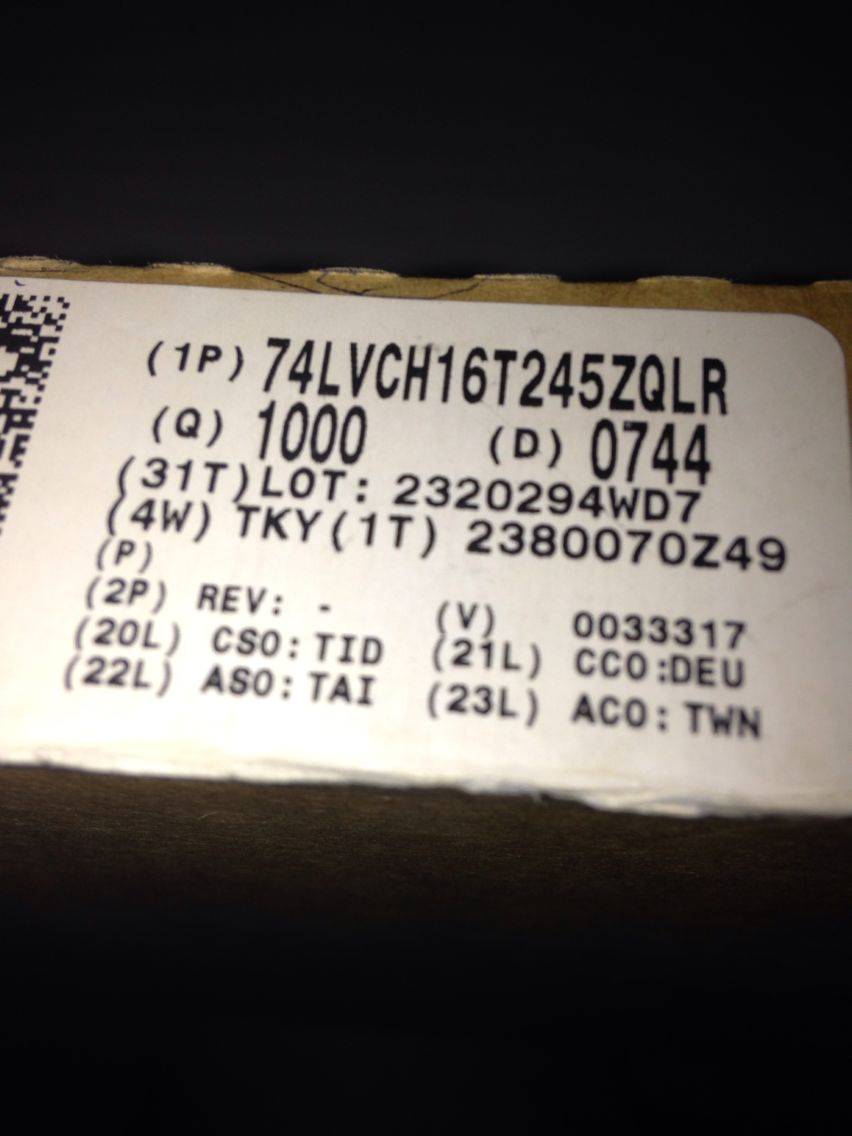 (1P) 74LVCH16T245ZQLR
(Q) 1000 (D) 0744
(31T)LOT: 2320294WD7
(4W) TKY(1T) 2380070Z49
(P)
(2P) REV: - (V) 0033317
(20L) CSO:TID (21L) CCO:DEU
(22L) ASO:TAI (23L) ACO:TWN